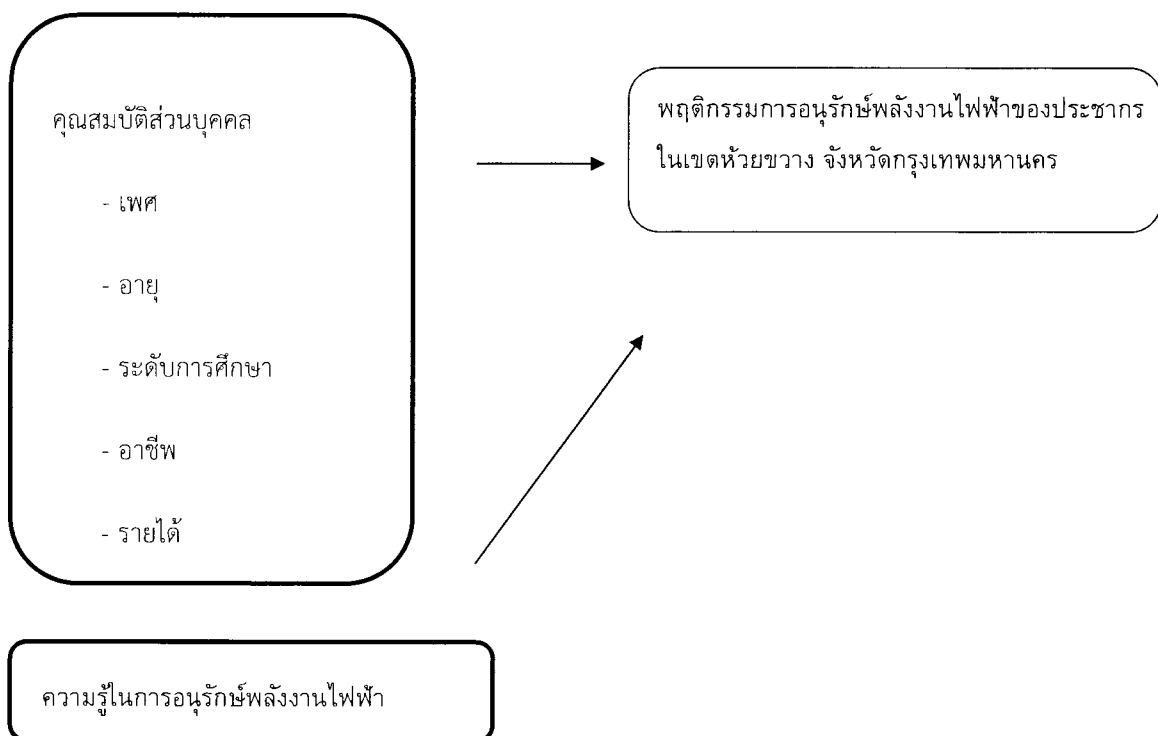 คุณสมบัติส่วนบุคคล
- เพศ
- อายุ
- ระดับการศึกษา
- อาชีพ
- รายได้
พฤติกรรมการอนุรักษ์พลังงานไฟฟ้าของประชากร
ในเขตห้วยขวาง จังหวัดกรุงเทพมหานคร
ความรู้ในการอนุรักษ์พลังงานไฟฟ้า